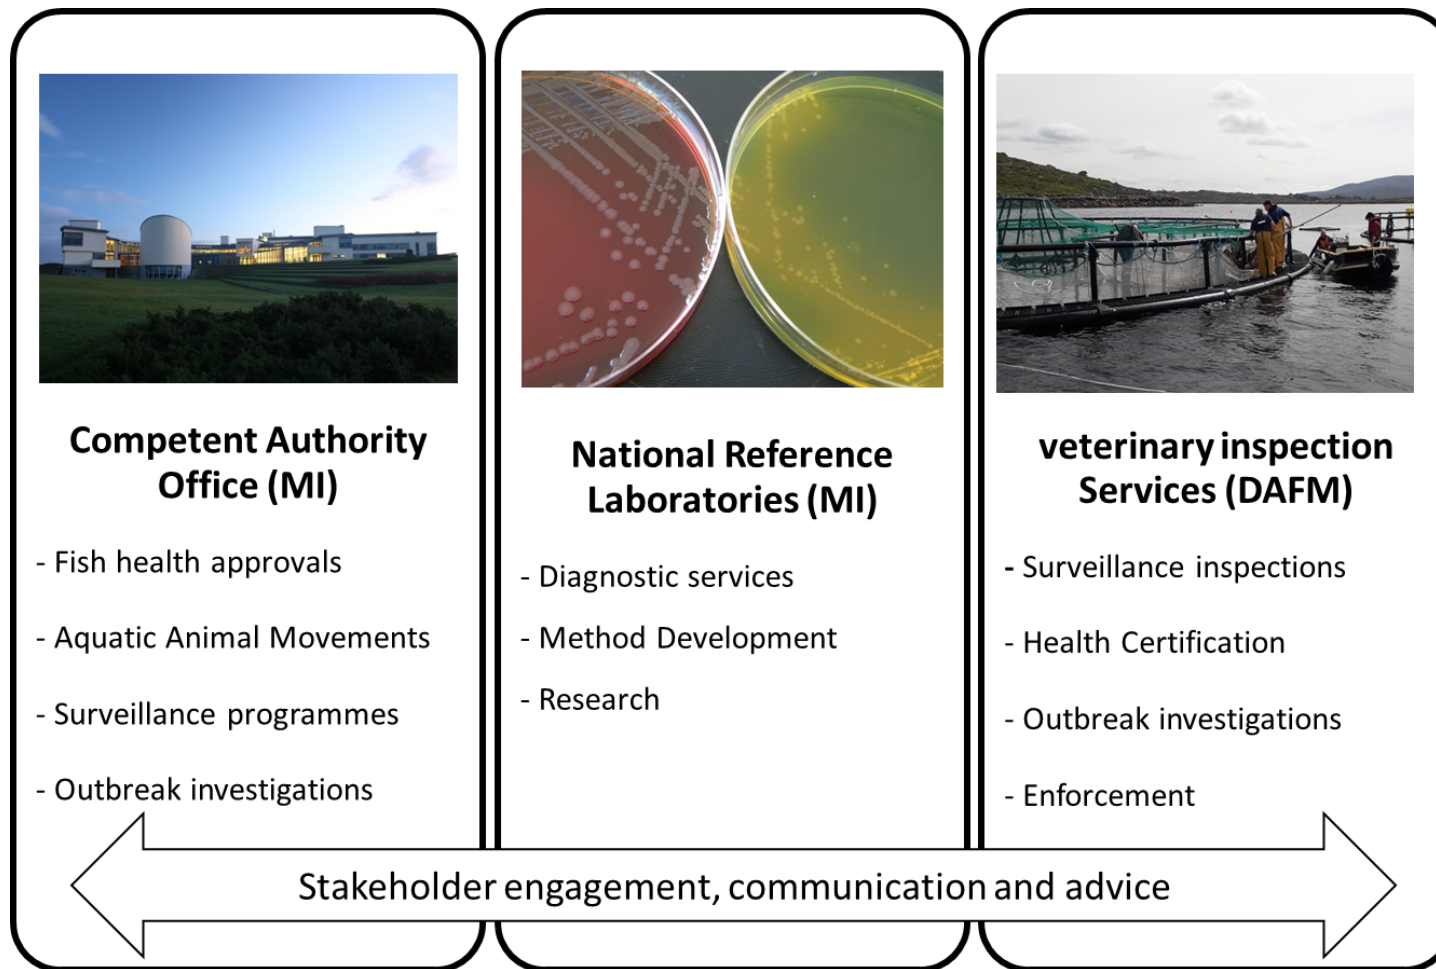 Competent Authority
Office (MI)
- Fish health approvals
- Aquatic Animal Movements
- Surveillance programmes
- Outbreak investigations
National Reference
Laboratories (MI)
- Diagnostic services
- Method Development
- Research
veterinary inspection
Services (DAFM)
- Surveillance inspections
- Health Certification
- Outbreak investigations
- Enforcement
Stakeholder engagement, communication and advice